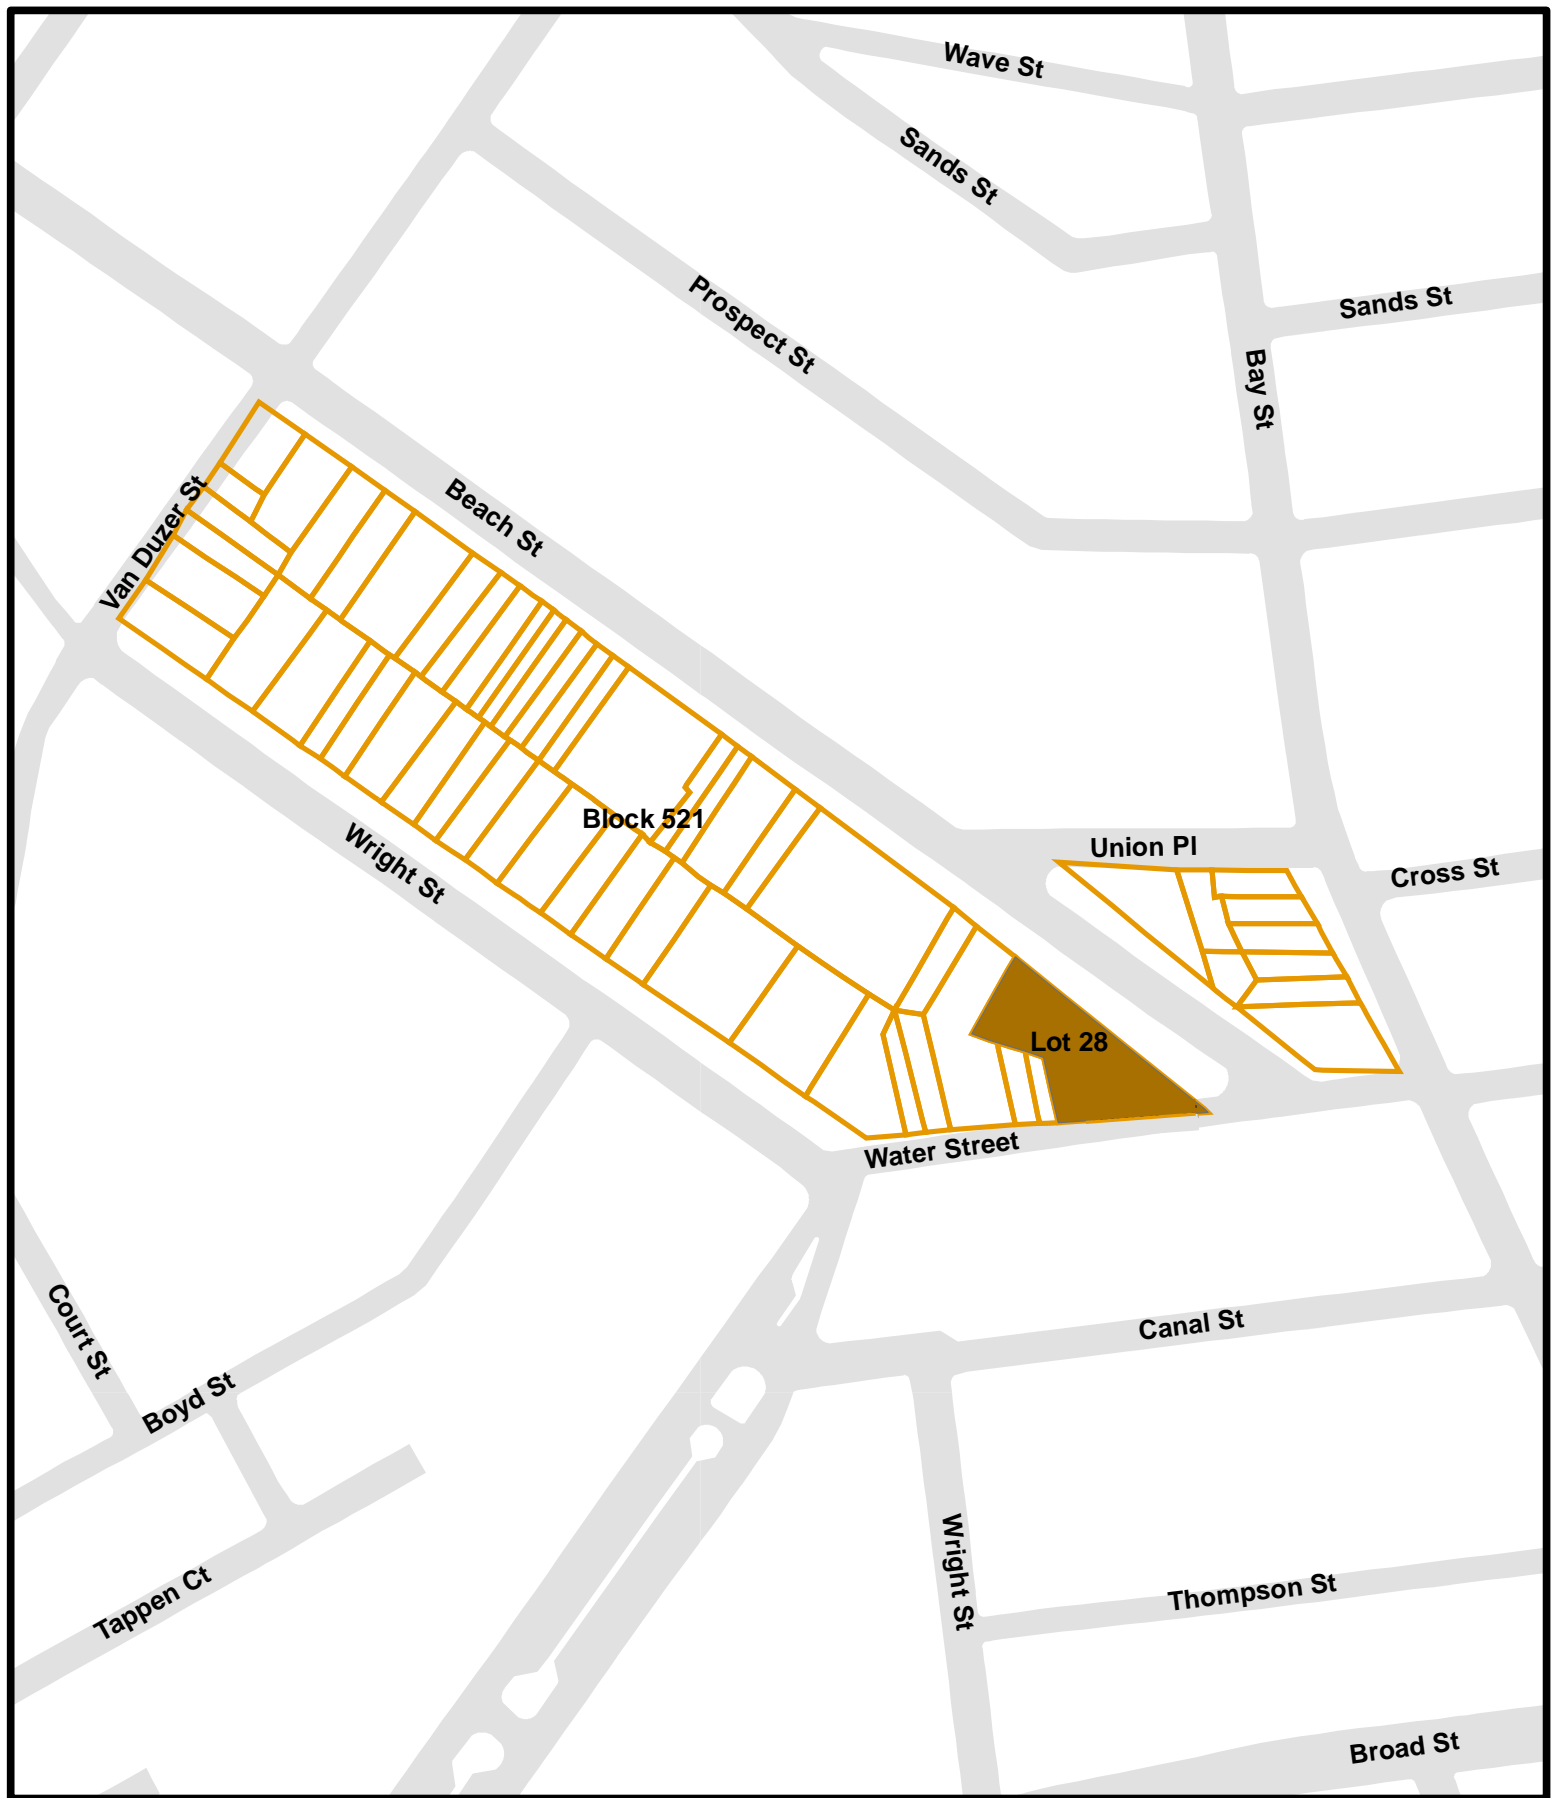 Wave St
Sands St
Prospect St
Sands St
Bay St
Beach St
Van Duzer St
Block 521
Union Pl
Wright St
Cross St
Lot 28
Water Street
Court St
Canal St
Boyd St
Wright St
Tappen Ct
Thompson St
Broad St